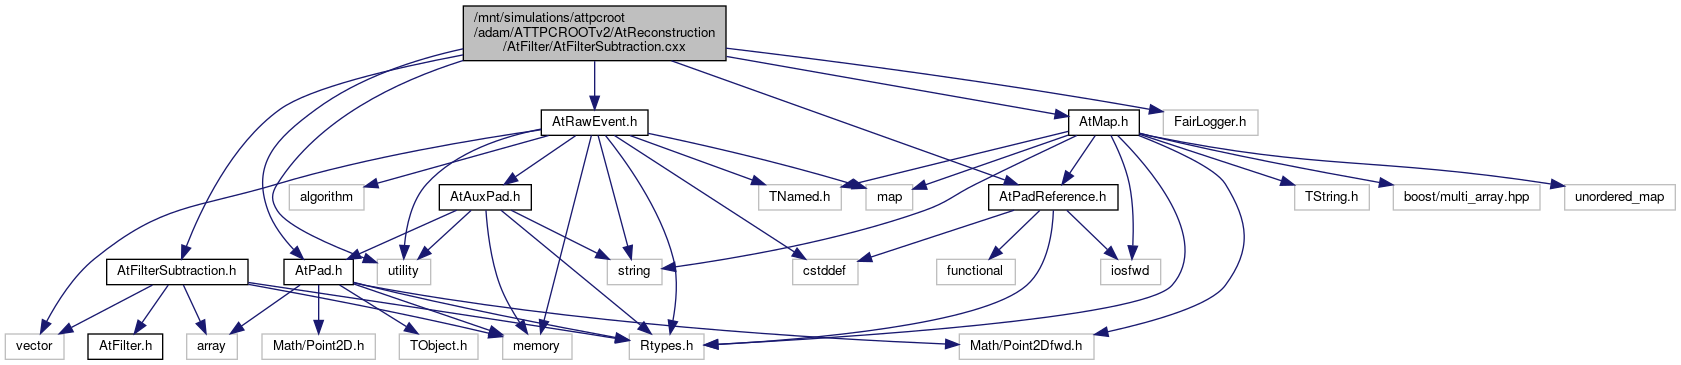 /mnt/simulations/attpcroot
/adam/ATTPCROOTv2/AtReconstruction
/AtFilter/AtFilterSubtraction.cxx
AtRawEvent.h
AtMap.h
FairLogger.h
algorithm
AtAuxPad.h
TNamed.h
map
AtPadReference.h
TString.h
boost/multi_array.hpp
unordered_map
AtFilterSubtraction.h
AtPad.h
utility
string
cstddef
functional
iosfwd
vector
AtFilter.h
array
Math/Point2D.h
TObject.h
memory
Rtypes.h
Math/Point2Dfwd.h